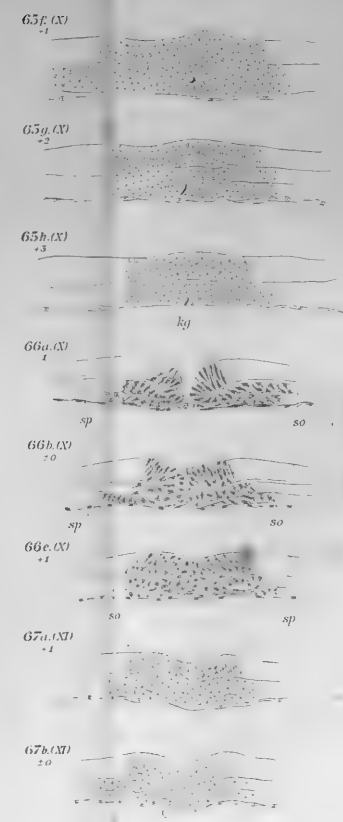 65f.(X)
+1
65g.(X)
+2
65h.(X)
+3
kg
66a.(X)
1
sp so
66b.(X)
±0
sp so
66c.(X)
+1
so sp
67a.(XI)
+1
67b.(XI)
±0